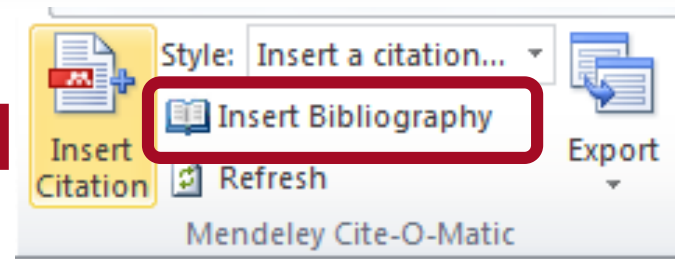 Style: Insert a citation...
Insert Bibliography
Insert
Citation
Refresh
Export
Mendeley Cite-O-Matic